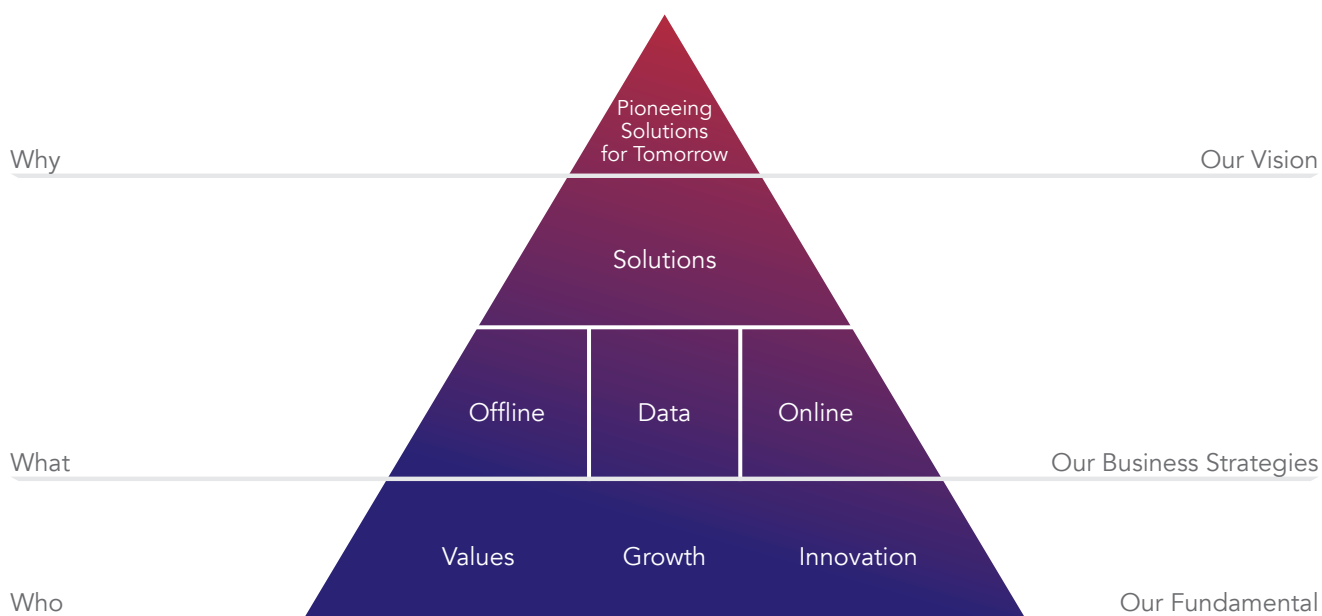 Pioneeing
Solutions
for Tomorrow
Why
Our Vision
Solutions
Offline
Data
Online
What
Our Business Strategies
Values
Growth
Innovation
Who
Our Fundamental